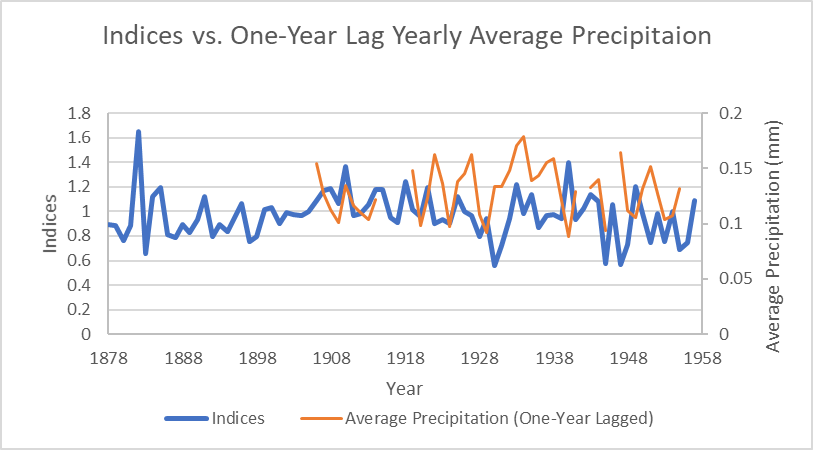 Indices vs. One-Year Lag Yearly Average Precipitaion
Indices
1.8
1.6
1.4
1.2
1
0.8
0.6
0.4
0.2
0
0.2
0.15
0.1
0.05
0
Average Precipitation (mm)
1878 1888 1898 1908 1918 1928 1938 1948 1958
Year
Indices
Average Precipitation (One-Year Lagged)